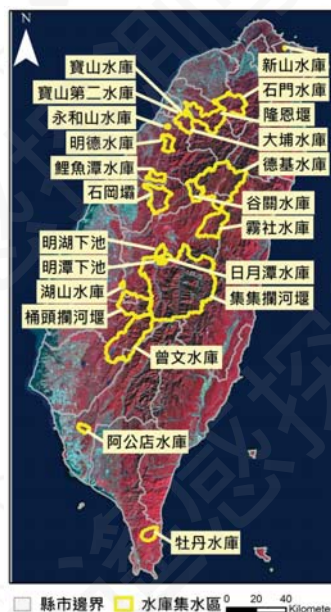 N
寶山水庫
新山水庫
寶山第二水庫
石門水庫
永和山水庫
隆恩堰
明德水庫
大埔水庫
鯉魚潭水庫
德基水庫
石岡壩
谷關水庫
霧社水庫
明湖下池
明潭下池
日月潭水庫
湖山水庫
集集攔河堰
桶頭攔河堰
曾文水庫
阿公店水庫
牡丹水庫
縣市邊界 水庫集水區 0 20 40
Kilomete